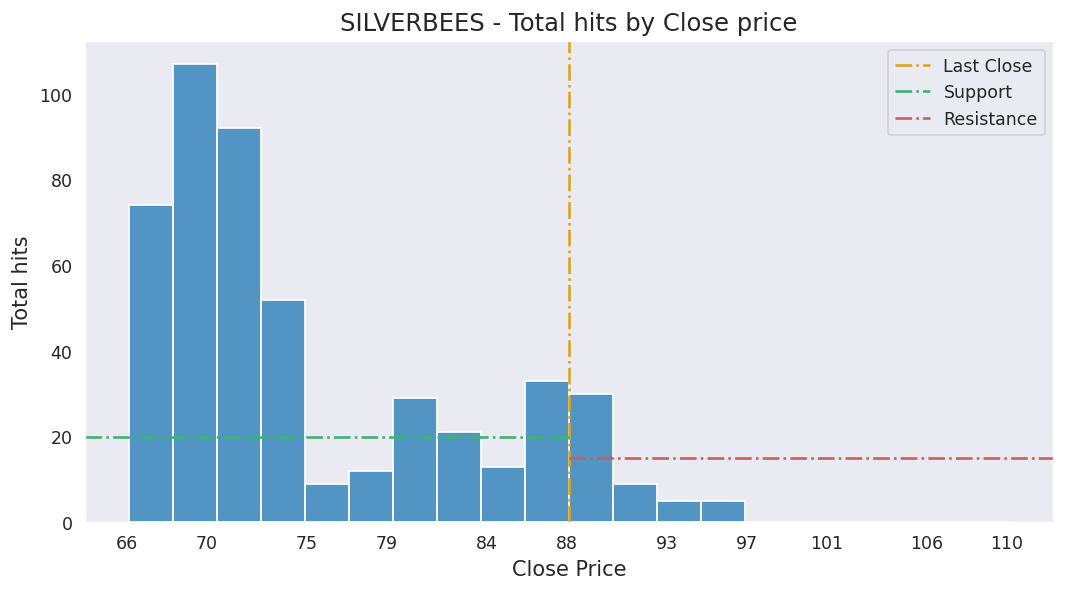 SILVERBEES - Total hits by Close price
Last Close
Support
Resistance
Total hits
100
80
60
40
20
0
66 70 75 79 84 88 93 97 101 106 110
Close Price